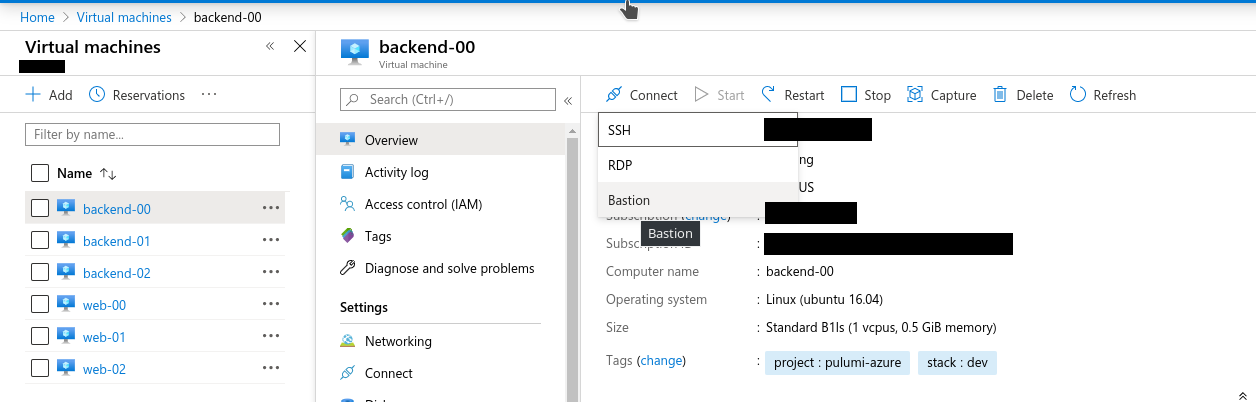 Home > Virtual machines > backend-00
Virtual machines
Add
Reservations
Filter by name...
Name
backend-00
backend-01
backend-02
web-00
web-01
web-02
backend-00
Virtual machine
Search (Ctrl+/)
Overview
Activity log
Access control (IAM)
Tags
Diagnose and solve problems
Settings
Networking
Connect
Connect
Start
Restart
Stop
Capture
Delete
Refresh
SSH
RDP
ng
US
Bastion
Subscription (change) :
Bastion
Subscription ID :
Computer name : backend-00
Operating system : Linux (ubuntu 16.04)
Size : Standard B1ls (1 vcpus, 0.5 GiB memory)
Tags (change) : project : pulumi-azure stack : dev